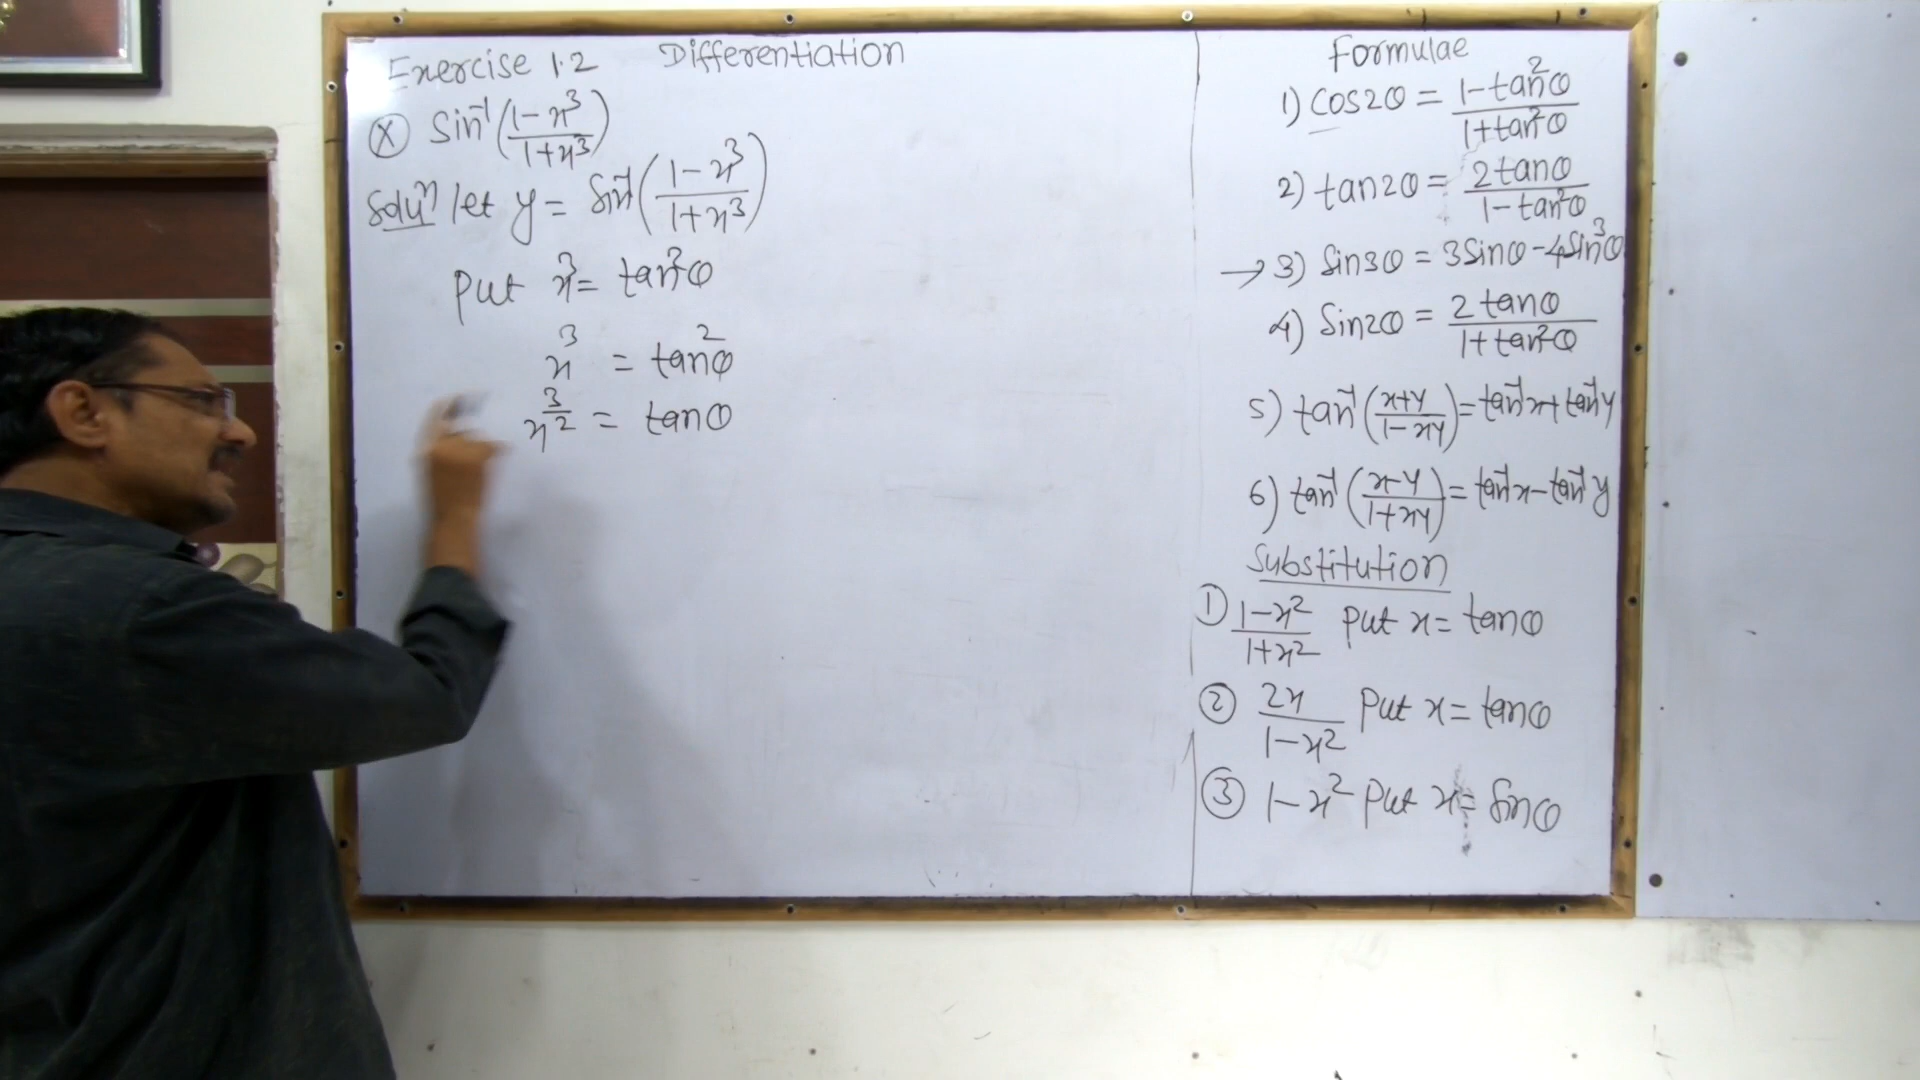 Exercise 1.2 Differentiation
(X) Sin⁻¹((1-x³)/(1+x³))
Soluⁿ let y = Sin⁻¹((1-x³)/(1+x³))
Put x³ = tan²θ
x³ = tan²θ
x^(3/2) = tanθ
Formulae
1) Cos2θ = (1-tan²θ)/(1+tan²θ)
2) tan2θ = (2tanθ)/(1-tan²θ)
→ 3) Sin3θ = 3Sinθ - 4Sin³θ
4) Sin2θ = (2tanθ)/(1+tan²θ)
5) tan⁻¹((x+y)/(1-xy)) = tan⁻¹x + tan⁻¹y
6) tan⁻¹((x-y)/(1+xy)) = tan⁻¹x - tan⁻¹y
Substitution
① (1-x²)/(1+x²) Put x = tanθ
② 2x/(1-x²) Put x = tanθ
③ 1-x² Put x = Sinθ